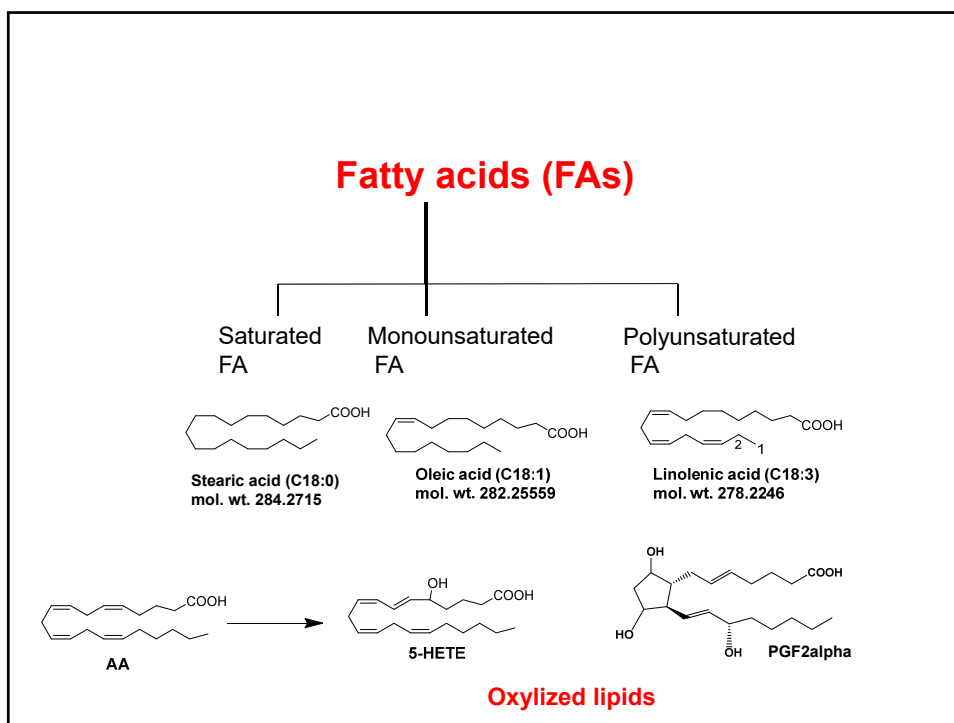 Fatty acids (FAs)
Saturated
FA
Monounsaturated
FA
Polyunsaturated
FA
COOH
Stearic acid (C18:0)
mol. wt. 284.2715
COOH
Oleic acid (C18:1)
mol. wt. 282.25559
COOH
2
1
Linolenic acid (C18:3)
mol. wt. 278.2246
COOH
AA
OH
COOH
5-HETE
OH
COOH
HO
OH
PGF2alpha
Oxylized lipids